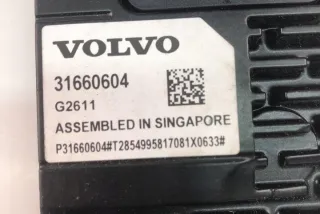 VOLVO
31660604
G2611
ASSEMBLED IN SINGAPORE
P31660604#T2854995817081X0633#